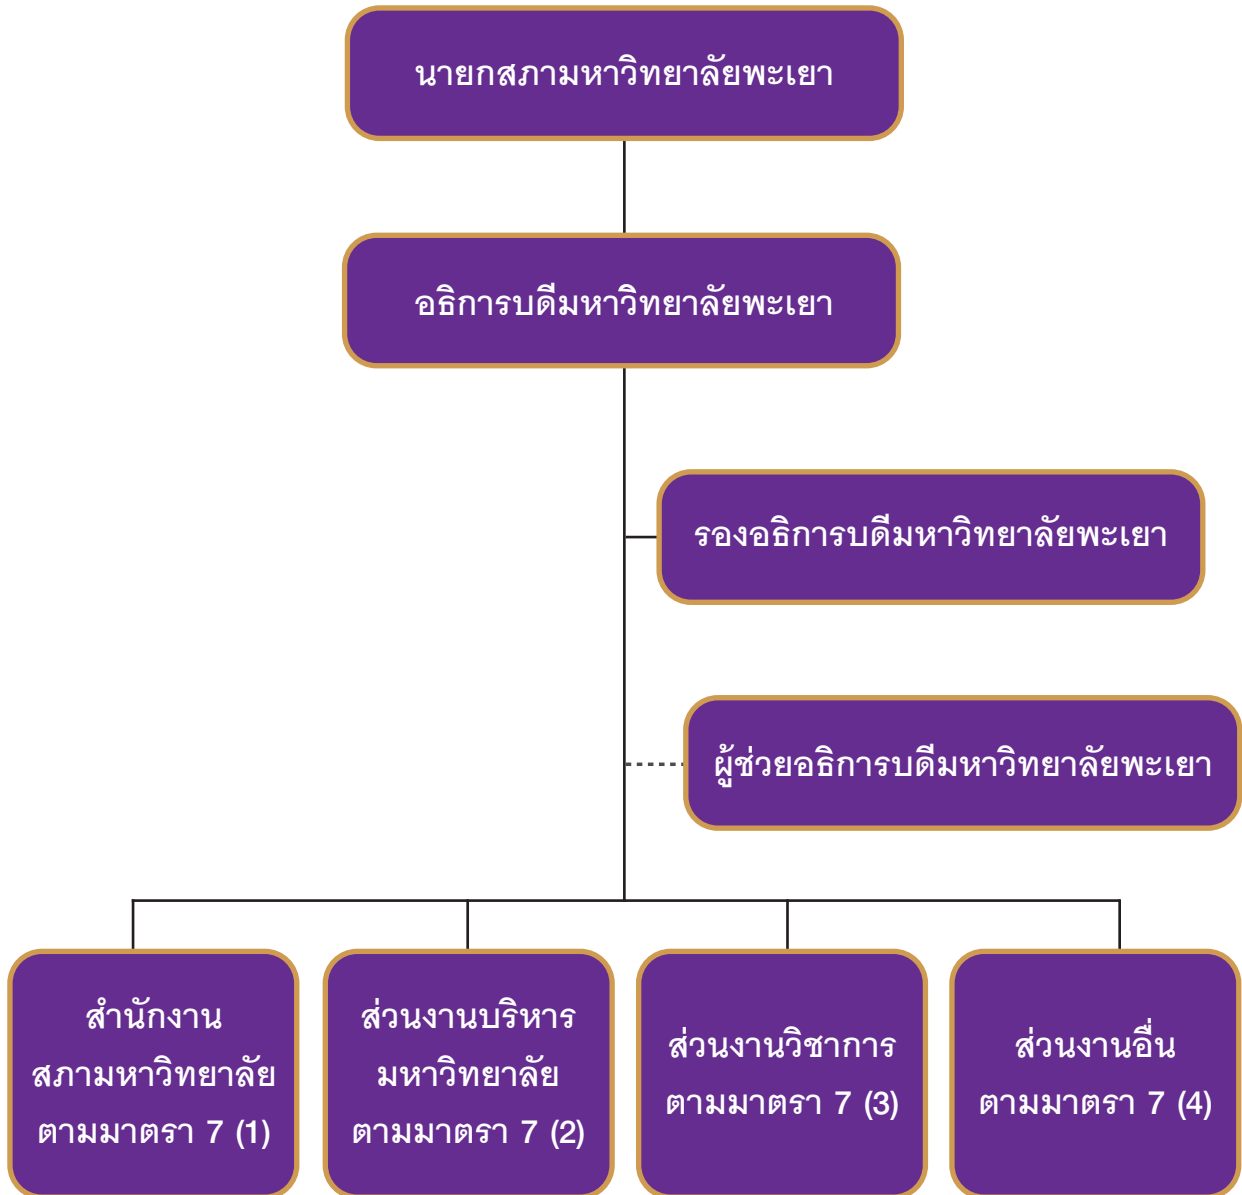 นายกสภามหาวิทยาลัยพะเยา
อธิการบดีมหาวิทยาลัยพะเยา
รองอธิการบดีมหาวิทยาลัยพะเยา
ผู้ช่วยอธิการบดีมหาวิทยาลัยพะเยา
สำนักงาน
สภามหาวิทยาลัย
ตามมาตรา 7 (1)
ส่วนงานบริหาร
มหาวิทยาลัย
ตามมาตรา 7 (2)
ส่วนงานวิชาการ
ตามมาตรา 7 (3)
ส่วนงานอื่น
ตามมาตรา 7 (4)